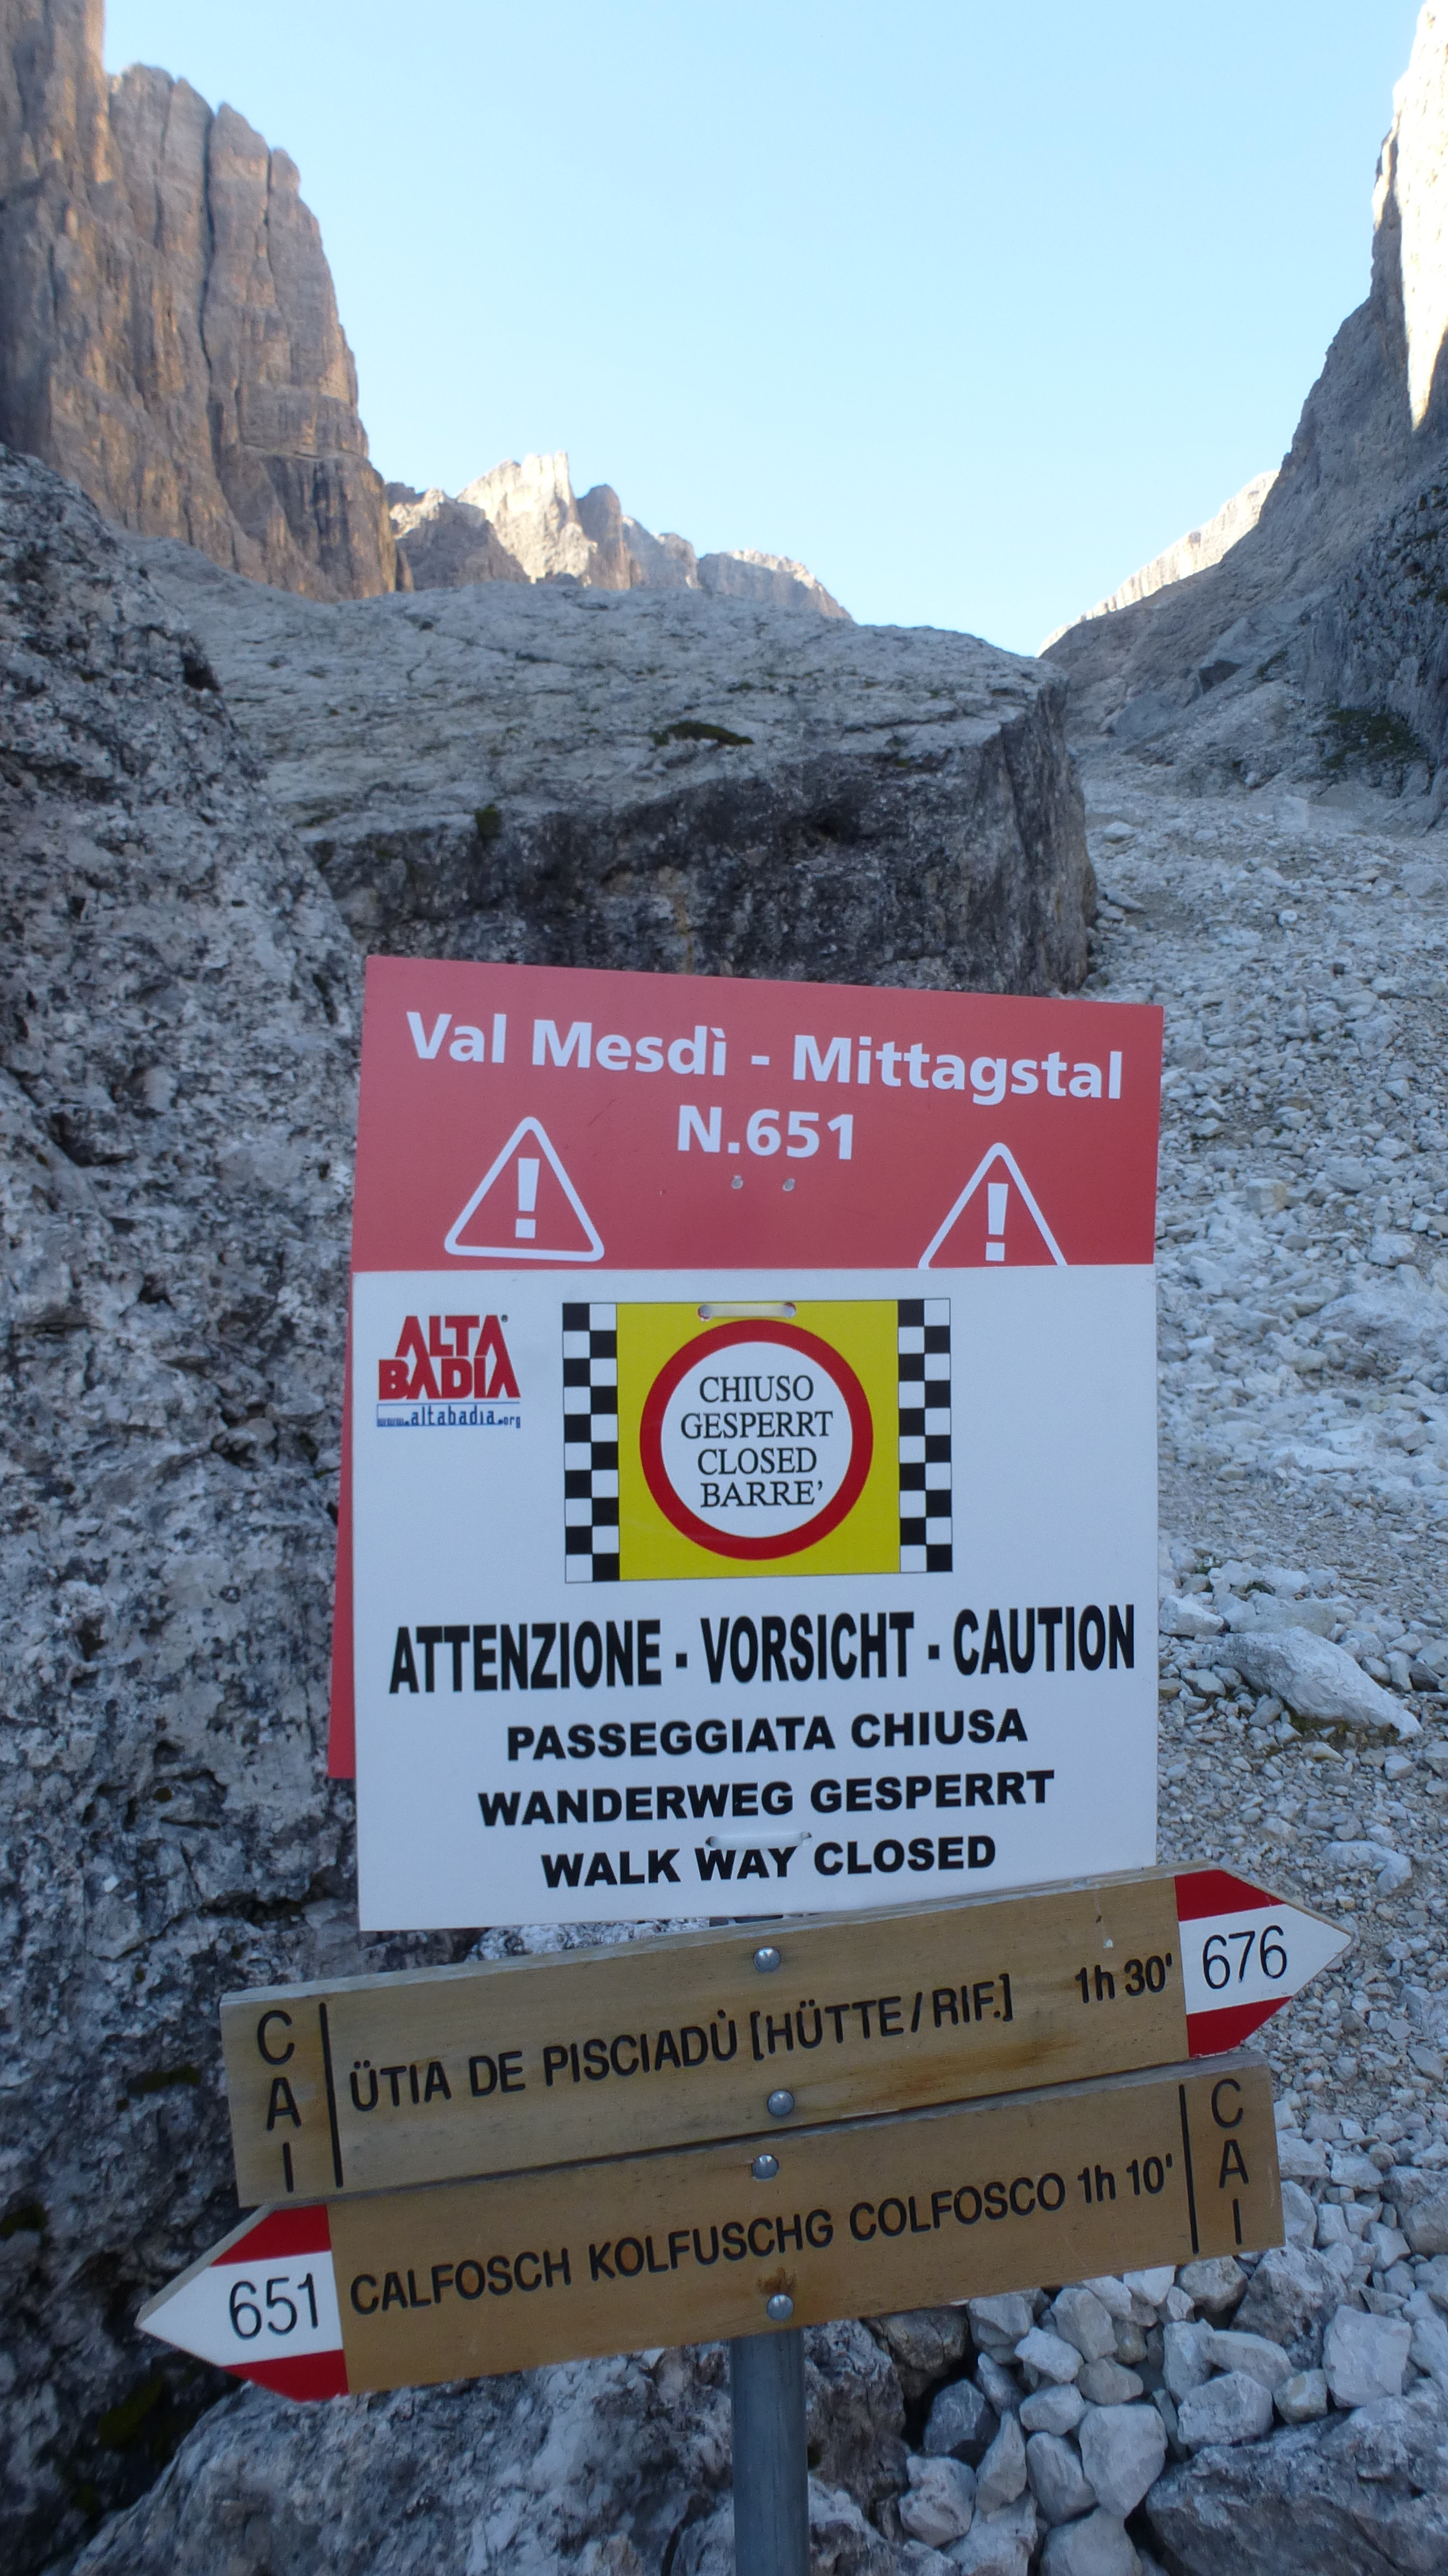 Val Mesdì - Mittagstal
N.651
!
!
ALTA
BADIA
www.altabadia.org
CHIUSO
GESPERRT
CLOSED
BARRE’
ATTENZIONE - VORSICHT - CAUTION
PASSEGGIATA CHIUSA
WANDERWEG GESPERRT
WALK WAY CLOSED
CAI
ÜTIA DE PISCIADÙ [HÜTTE/RIF.] 1h 30' 676
651 CALFOSCH KOLFUSCHG COLFOSCO 1h 10'
CAI